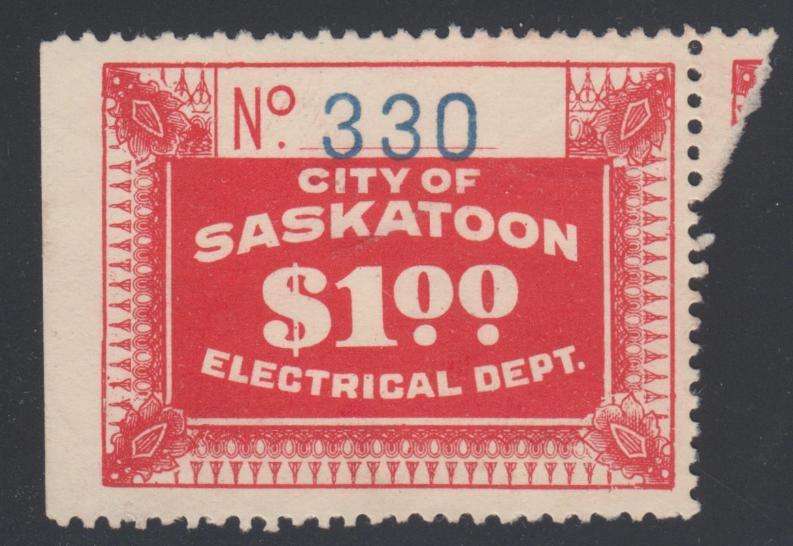 Nº. 330
CITY OF
SASKATOON
$1.00
ELECTRICAL DEPT.